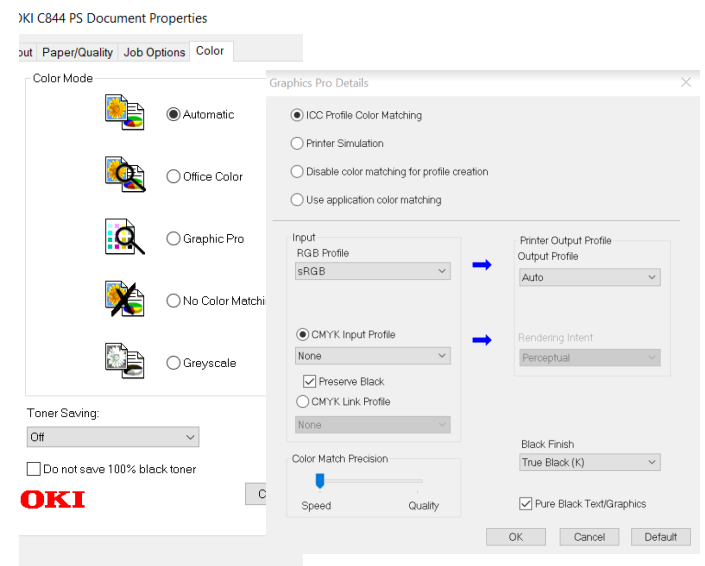 OKI C844 PS Document Properties
out Paper/Quality Job Options Color
Color Mode
Automatic
Office Color
Graphic Pro
No Color Matchi
Greyscale
Toner Saving:
Off
Do not save 100% black toner
OKI
C
Graphics Pro Details
ICC Profile Color Matching
Printer Simulation
Disable color matching for profile creation
Use application color matching
Input
RGB Profile
sRGB
CMYK Input Profile
None
Preserve Black
CMYK Link Profile
None
Color Match Precision
Speed Quality
Printer Output Profile
Output Profile
Auto
Rendering Intent
Perceptual
Black Finish
True Black (K)
Pure Black Text/Graphics
OK Cancel Default